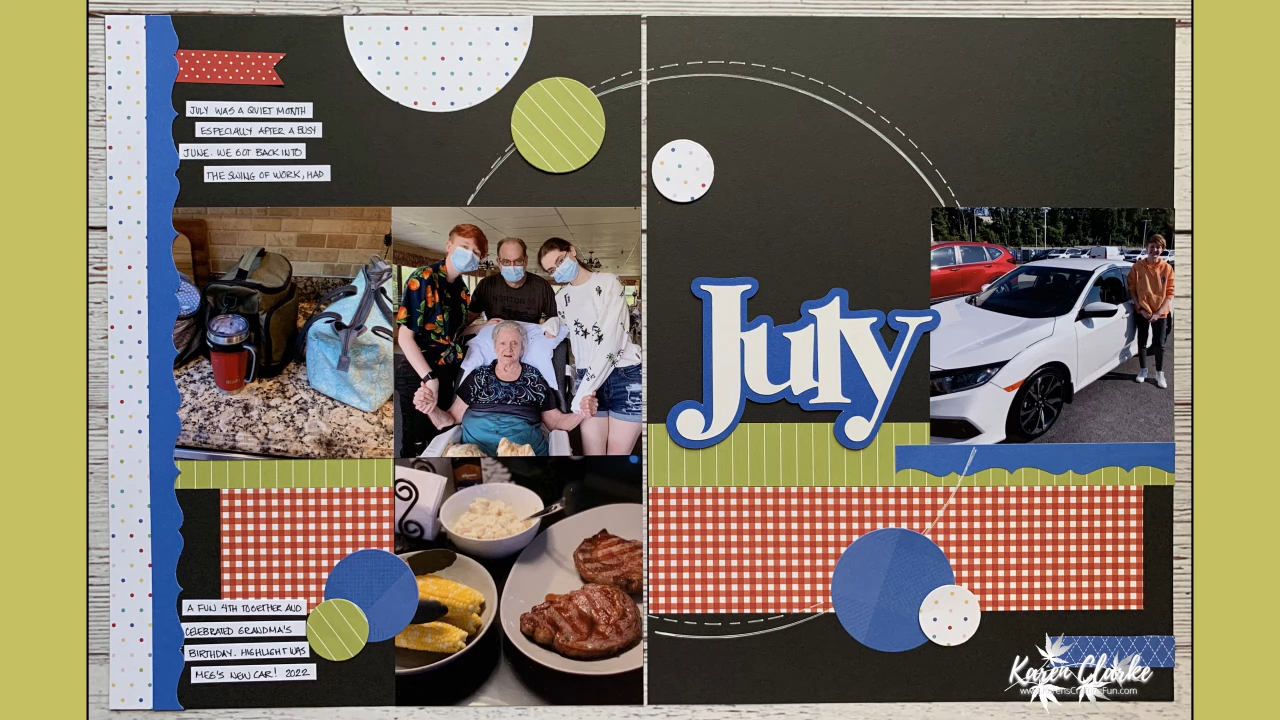 JULY WAS A QUIET MONTH
ESPECIALLY AFTER A BUSY
JUNE. WE GOT BACK INTO
THE SWING OF WORK, HAD
July
A FUN 4TH TOGETHER AND
CELEBRATED GRANDMA'S
BIRTHDAY. HIGHLIGHT WAS
MEG'S NEW CAR! 2022
Karen Clarke